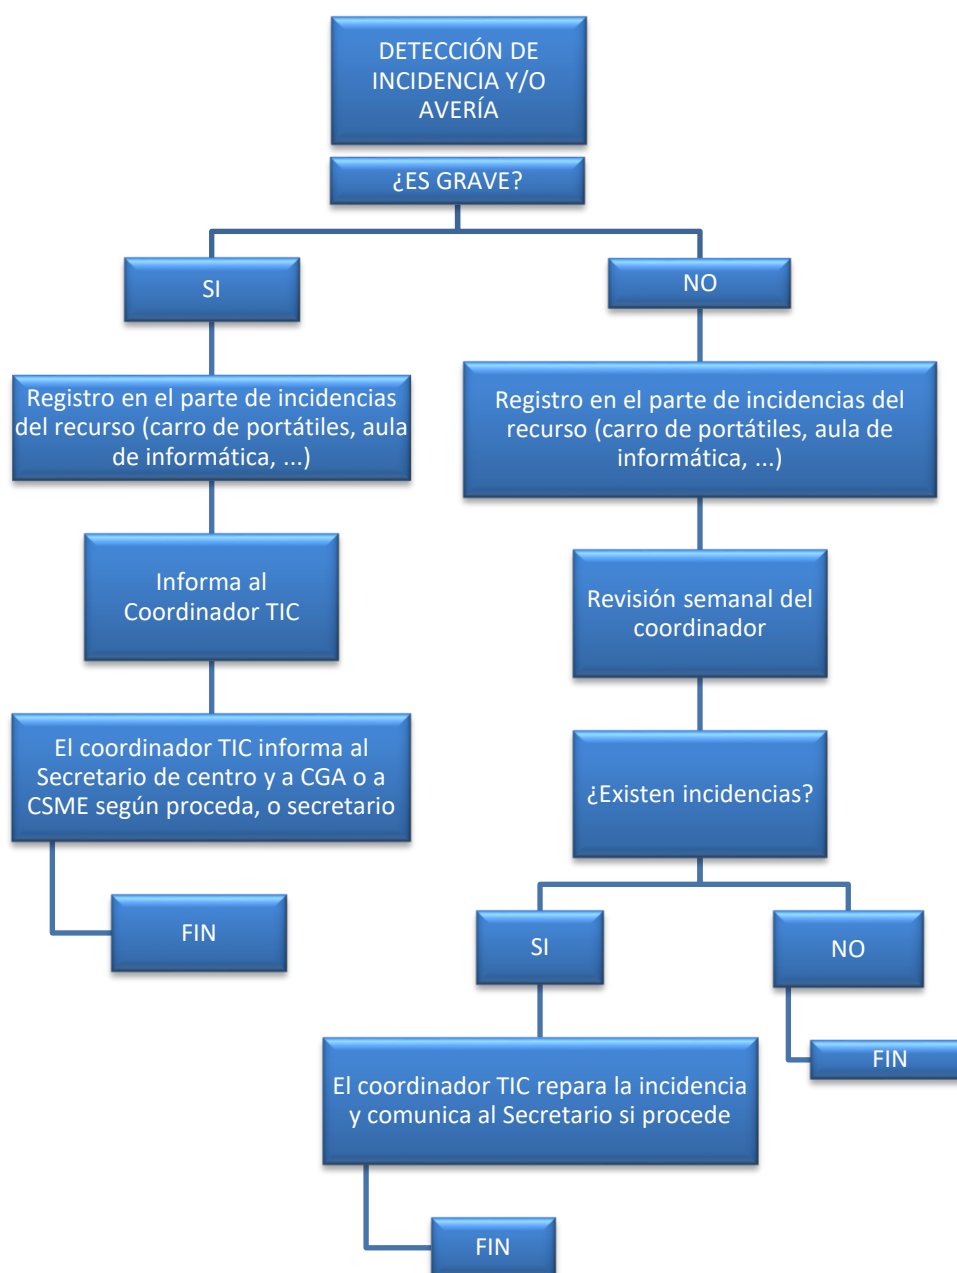 DETECCIÓN DE
INCIDENCIA Y/O
AVERÍA
¿ES GRAVE?
SI
Registro en el parte de incidencias
del recurso (carro de portátiles, aula
de informática, ...)
Informa al
Coordinador TIC
El coordinador TIC informa al
Secretario de centro y a CGA o a
CSME según proceda, o secretario
FIN
NO
Registro en el parte de incidencias del
recurso (carro de portátiles, aula de
informática, ...)
Revisión semanal del
coordinador
¿Existen incidencias?
SI
El coordinador TIC repara la incidencia
y comunica al Secretario si procede
FIN
NO
FIN